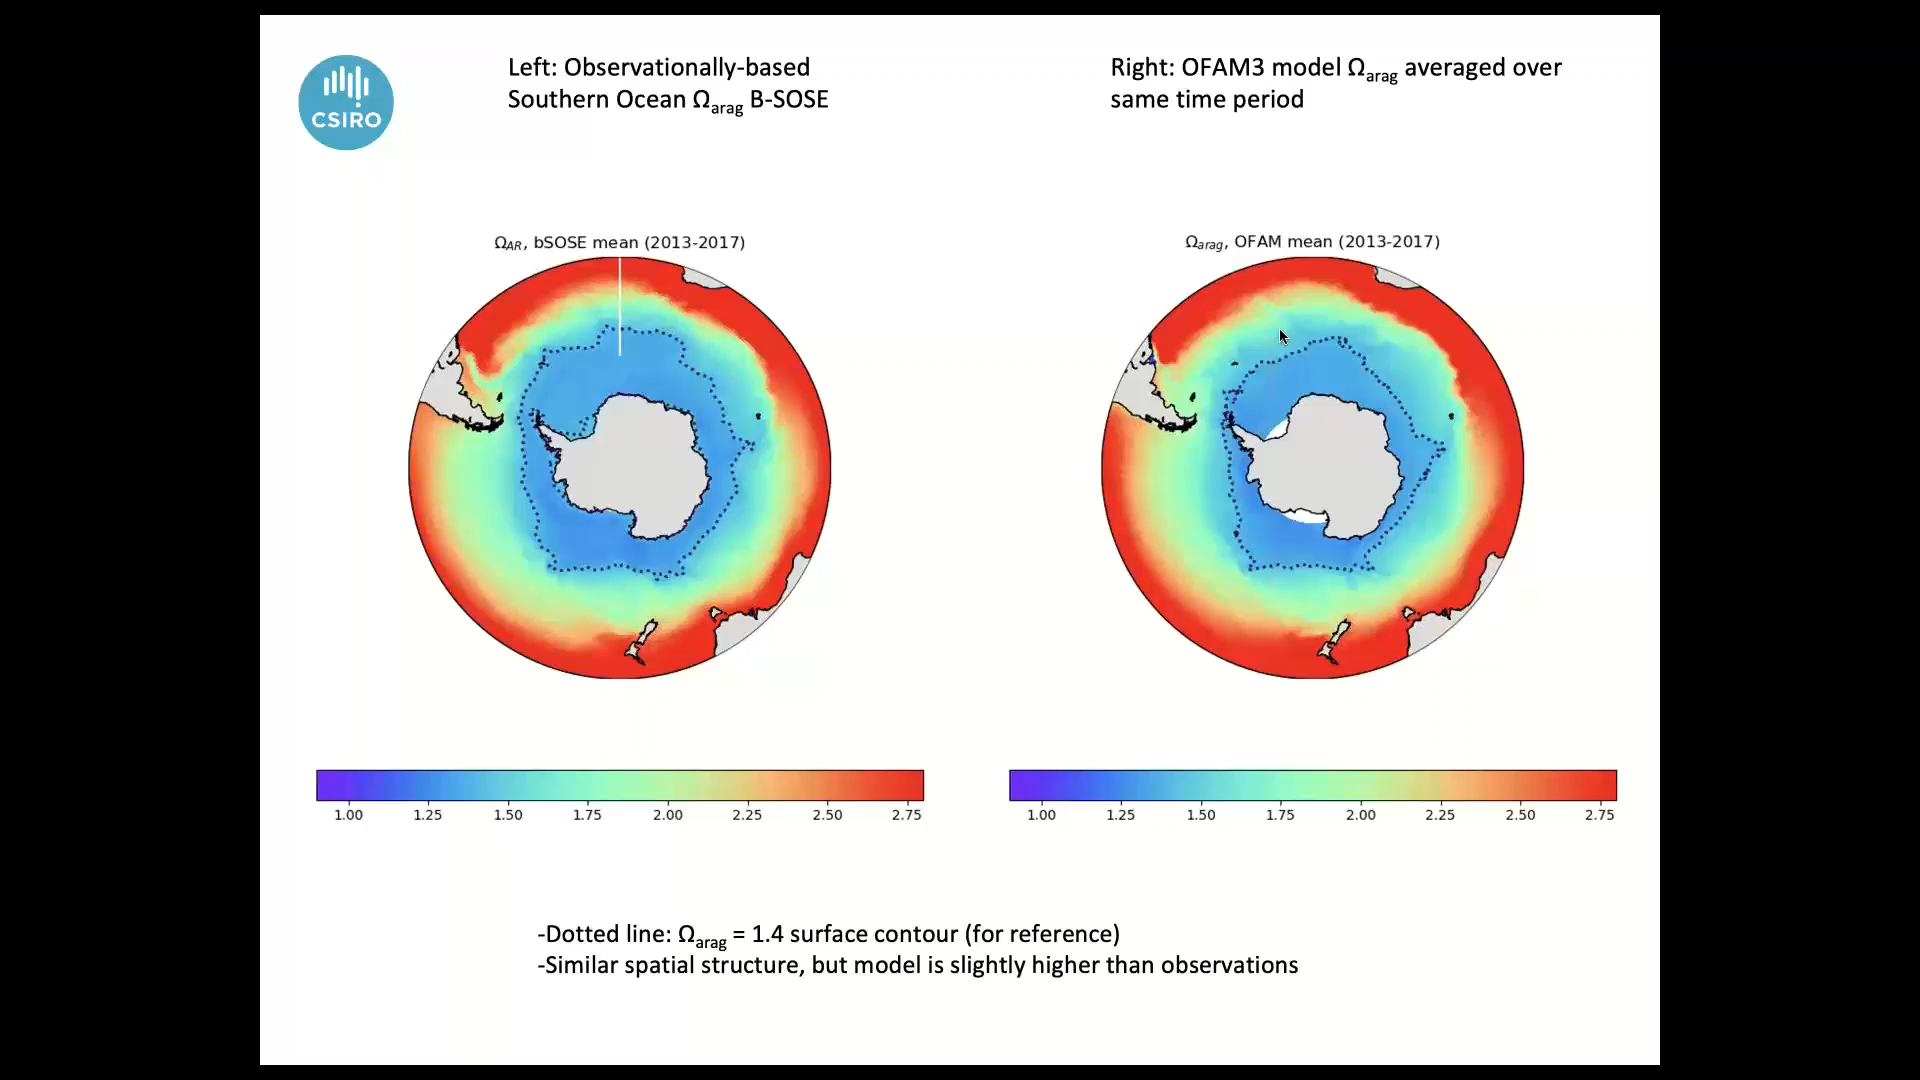 CSIRO
Left: Observationally-based
Southern Ocean Ωarag B-SOSE
Right: OFAM3 model Ωarag averaged over
same time period
ΩAR, bSOSE mean (2013-2017)
Ωarag, OFAM mean (2013-2017)
1.00 1.25 1.50 1.75 2.00 2.25 2.50 2.75
1.00 1.25 1.50 1.75 2.00 2.25 2.50 2.75
-Dotted line: Ωarag = 1.4 surface contour (for reference)
-Similar spatial structure, but model is slightly higher than observations